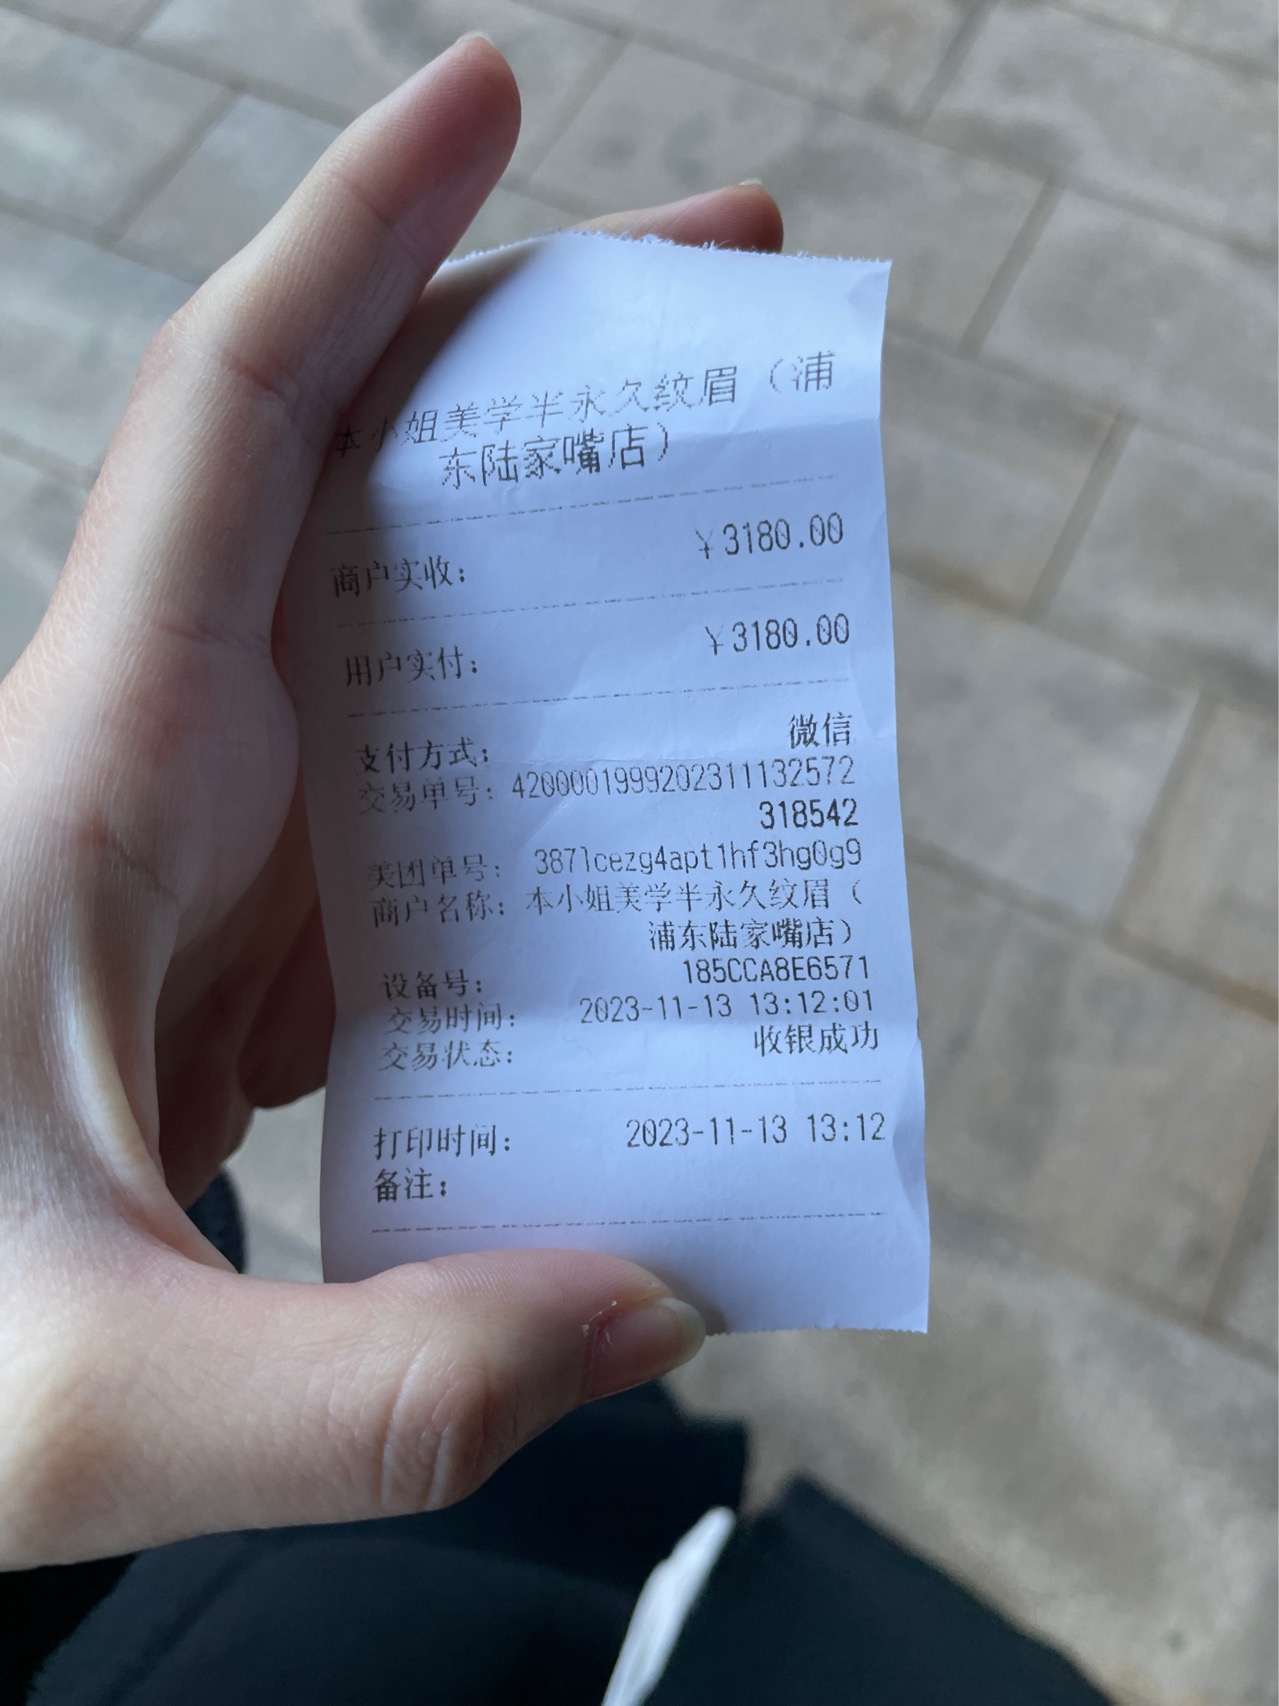 本小姐美学半永久纹眉（浦
东陆家嘴店）
商户实收： ￥3180.00
用户实付： ￥3180.00
支付方式： 微信
交易单号：4200001999202311132572
318542
美团单号： 3871cezg4apt1hf3hg0g9
商户名称：本小姐美学半永久纹眉（
浦东陆家嘴店）
设备号： 185CCA8E6571
交易时间： 2023-11-13 13:12:01
交易状态： 收银成功
打印时间： 2023-11-13 13:12
备注：